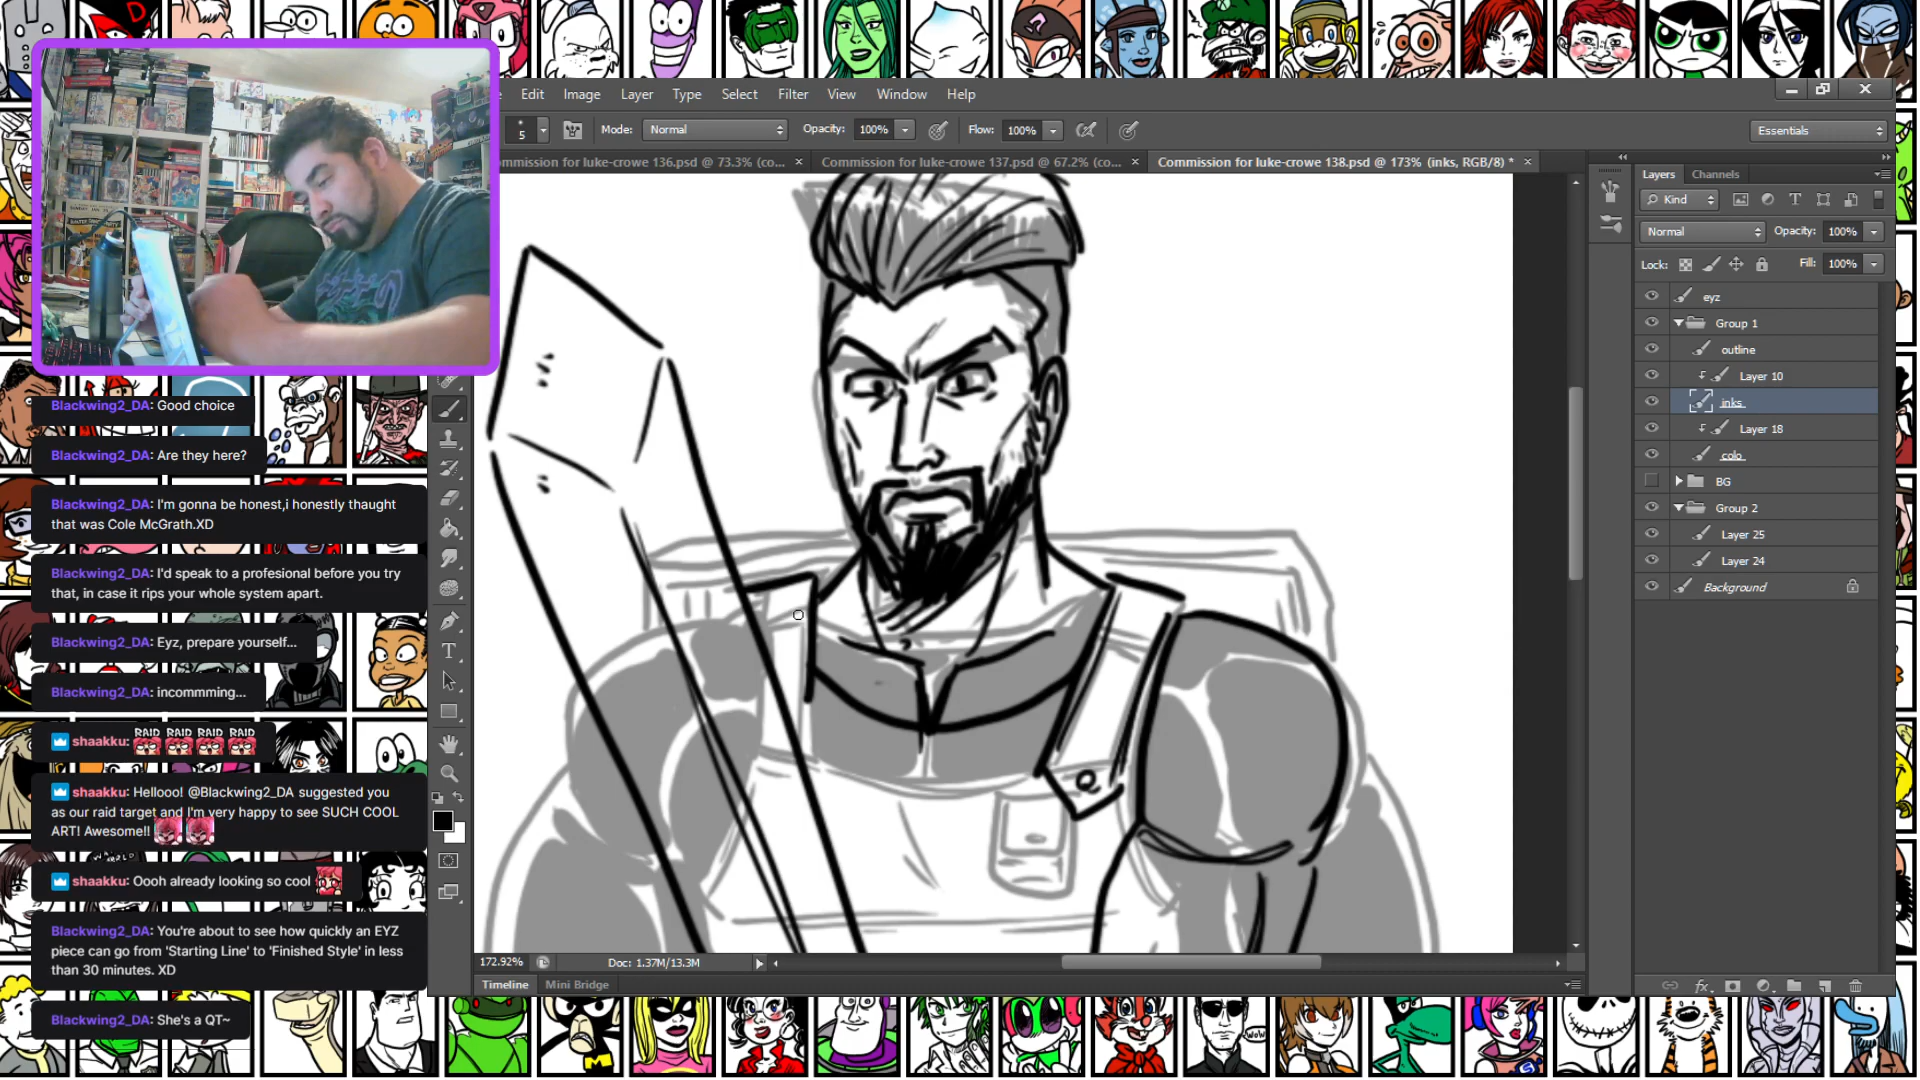 Edit Image Layer Type Select Filter View Window Help
5 Mode: Normal Opacity: 100% Flow: 100% Essentials
Commission for luke-crowe 136.psd @ 73.3% (co... × Commission for luke-crowe 137.psd @ 67.2% (co... × Commission for luke-crowe 138.psd @ 173% (inks, RGB/8) * ×
Layers Channels
Kind
Normal Opacity: 100%
Lock: Fill: 100%
eyz
Group 1
outline
Layer 10
inks
Layer 18
colo
BG
Group 2
Layer 25
Layer 24
Background
Blackwing2_DA: Good choice
Blackwing2_DA: Are they here?
Blackwing2_DA: I'm gonna be honest,i honestly thaught
that was Cole McGrath.XD
Blackwing2_DA: I'd speak to a profesional before you try
that, in case it rips your whole system apart.
Blackwing2_DA: Eyz, prepare yourself...
Blackwing2_DA: incommming...
shaakku: RAID RAID RAID RAID
shaakku: Hellooo! @Blackwing2_DA suggested you
as our raid target and I'm very happy to see SUCH COOL
ART! Awesome!!
shaakku: Oooh already looking so cool
Blackwing2_DA: You're about to see how quickly an EYZ
piece can go from 'Starting Line' to 'Finished Style' in less
than 30 minutes. XD
Blackwing2_DA: She's a QT~
172.92% Doc: 1.37M/13.3M
Timeline Mini Bridge
WOW